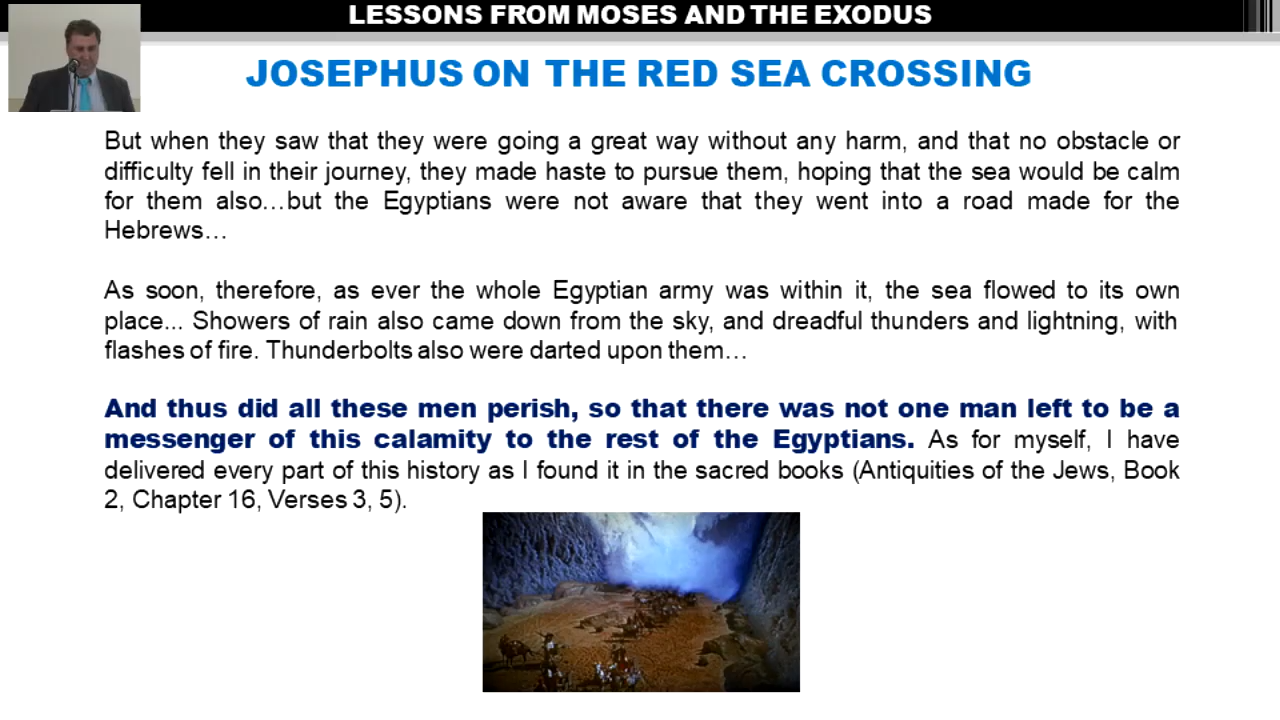 LESSONS FROM MOSES AND THE EXODUS
JOSEPHUS ON THE RED SEA CROSSING
But when they saw that they were going a great way without any harm, and that no obstacle or
difficulty fell in their journey, they made haste to pursue them, hoping that the sea would be calm
for them also…but the Egyptians were not aware that they went into a road made for the
Hebrews…
As soon, therefore, as ever the whole Egyptian army was within it, the sea flowed to its own
place... Showers of rain also came down from the sky, and dreadful thunders and lightning, with
flashes of fire. Thunderbolts also were darted upon them…
And thus did all these men perish, so that there was not one man left to be a
messenger of this calamity to the rest of the Egyptians. As for myself, I have
delivered every part of this history as I found it in the sacred books (Antiquities of the Jews, Book
2, Chapter 16, Verses 3, 5).